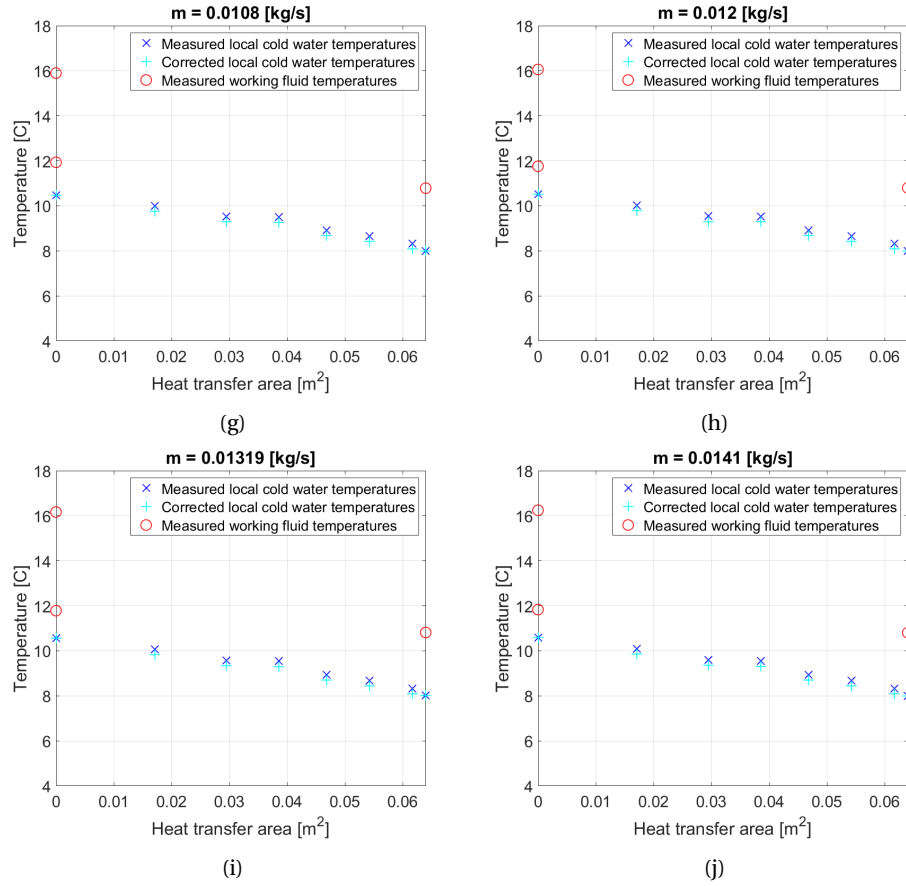 m = 0.0108 [kg/s]
18
16
14
12
10
8
6
4
Temperature [C]
Measured local cold water temperatures
Corrected local cold water temperatures
Measured working fluid temperatures
0 0.01 0.02 0.03 0.04 0.05 0.06
Heat transfer area [m²]
(g)
m = 0.012 [kg/s]
18
16
14
12
10
8
6
4
Temperature [C]
Measured local cold water temperatures
Corrected local cold water temperatures
Measured working fluid temperatures
0 0.01 0.02 0.03 0.04 0.05 0.06
Heat transfer area [m²]
(h)
m = 0.01319 [kg/s]
18
16
14
12
10
8
6
4
Temperature [C]
Measured local cold water temperatures
Corrected local cold water temperatures
Measured working fluid temperatures
0 0.01 0.02 0.03 0.04 0.05 0.06
Heat transfer area [m²]
(i)
m = 0.0141 [kg/s]
18
16
14
12
10
8
6
4
Temperature [C]
Measured local cold water temperatures
Corrected local cold water temperatures
Measured working fluid temperatures
0 0.01 0.02 0.03 0.04 0.05 0.06
Heat transfer area [m²]
(j)